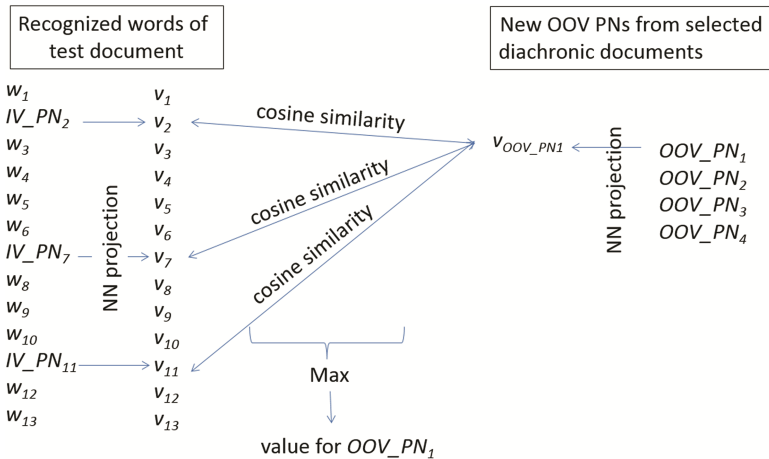 Recognized words of
test document
New OOV PNs from selected
diachronic documents
w1
IV_PN2
w3
w4
w5
w6
IV_PN7
w8
w9
w10
IV_PN11
w12
w13
NN projection
v1
v2
v3
v4
v5
v6
v7
v8
v9
v10
v11
v12
v13
cosine similarity
cosine similarity
cosine similarity
Max
value for OOV_PN1
vOOV_PN1
NN projection
OOV_PN1
OOV_PN2
OOV_PN3
OOV_PN4